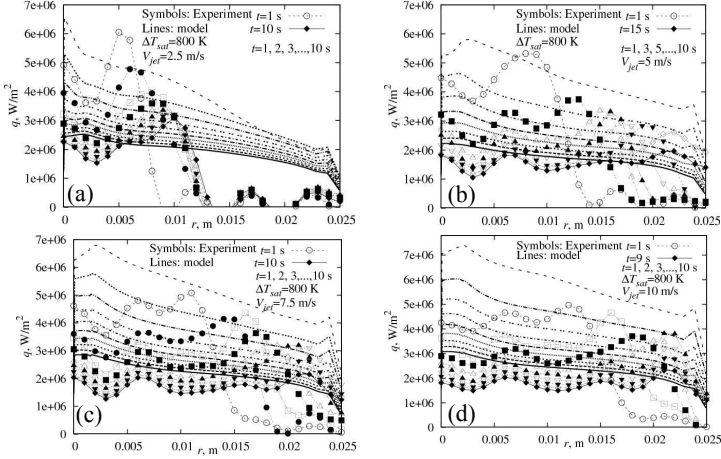 7e+06
6e+06
5e+06
4e+06
3e+06
2e+06
1e+06
0
q, W/m²
Symbols: Experiment t=1 s
Lines: model t=10 s
ΔT_sat=800 K
t=1, 2, 3,...,10 s
V_jet=2.5 m/s
(a)
0 0.005 0.01 0.015 0.02 0.025
r, m
7e+06
6e+06
5e+06
4e+06
3e+06
2e+06
1e+06
0
q, W/m²
Symbols: Experiment t=1 s
Lines: model t=15 s
ΔT_sat=800 K
t=1, 3, 5,...,10 s
V_jet=5 m/s
(b)
0 0.005 0.01 0.015 0.02 0.025
r, m
7e+06
6e+06
5e+06
4e+06
3e+06
2e+06
1e+06
0
q, W/m²
Symbols: Experiment t=1 s
Lines: model t=10 s
t=1, 2, 3,...,10 s
ΔT_sat=800 K
V_jet=7.5 m/s
(c)
0 0.005 0.01 0.015 0.02 0.025
r, m
7e+06
6e+06
5e+06
4e+06
3e+06
2e+06
1e+06
0
q, W/m²
Symbols: Experiment t=1 s
Lines: model t=9 s
t=1, 2, 3,...,10 s
ΔT_sat=800 K
V_jet=10 m/s
(d)
0 0.005 0.01 0.015 0.02 0.025
r, m